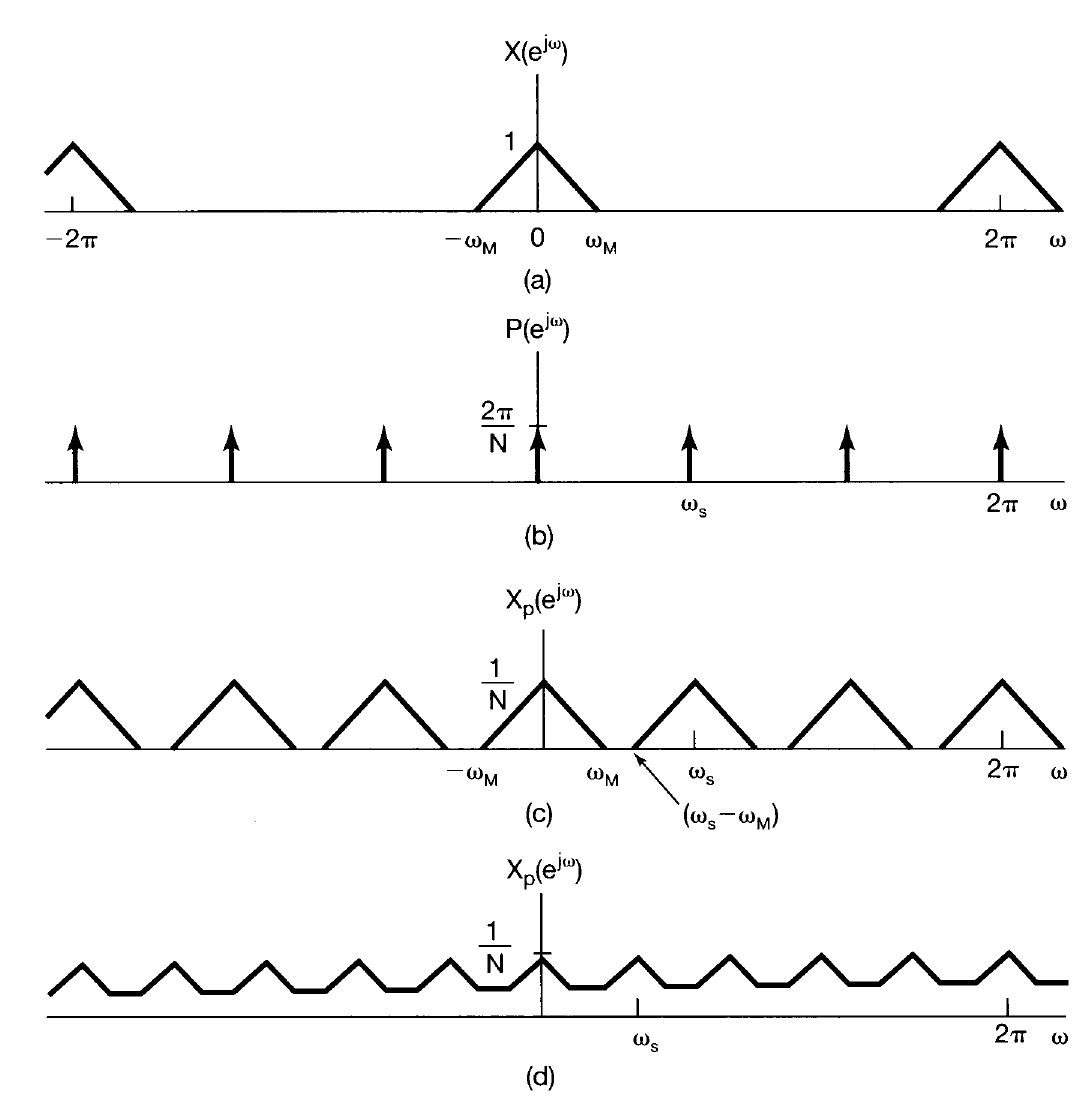 X(e^{jω})
1
−2π −ω_M 0 ω_M 2π ω
(a)
P(e^{jω})
2π
N
ω_s 2π ω
(b)
X_p(e^{jω})
1
N
−ω_M ω_M ω_s 2π ω
(c) (ω_s−ω_M)
X_p(e^{jω})
1
N
ω_s 2π ω
(d)